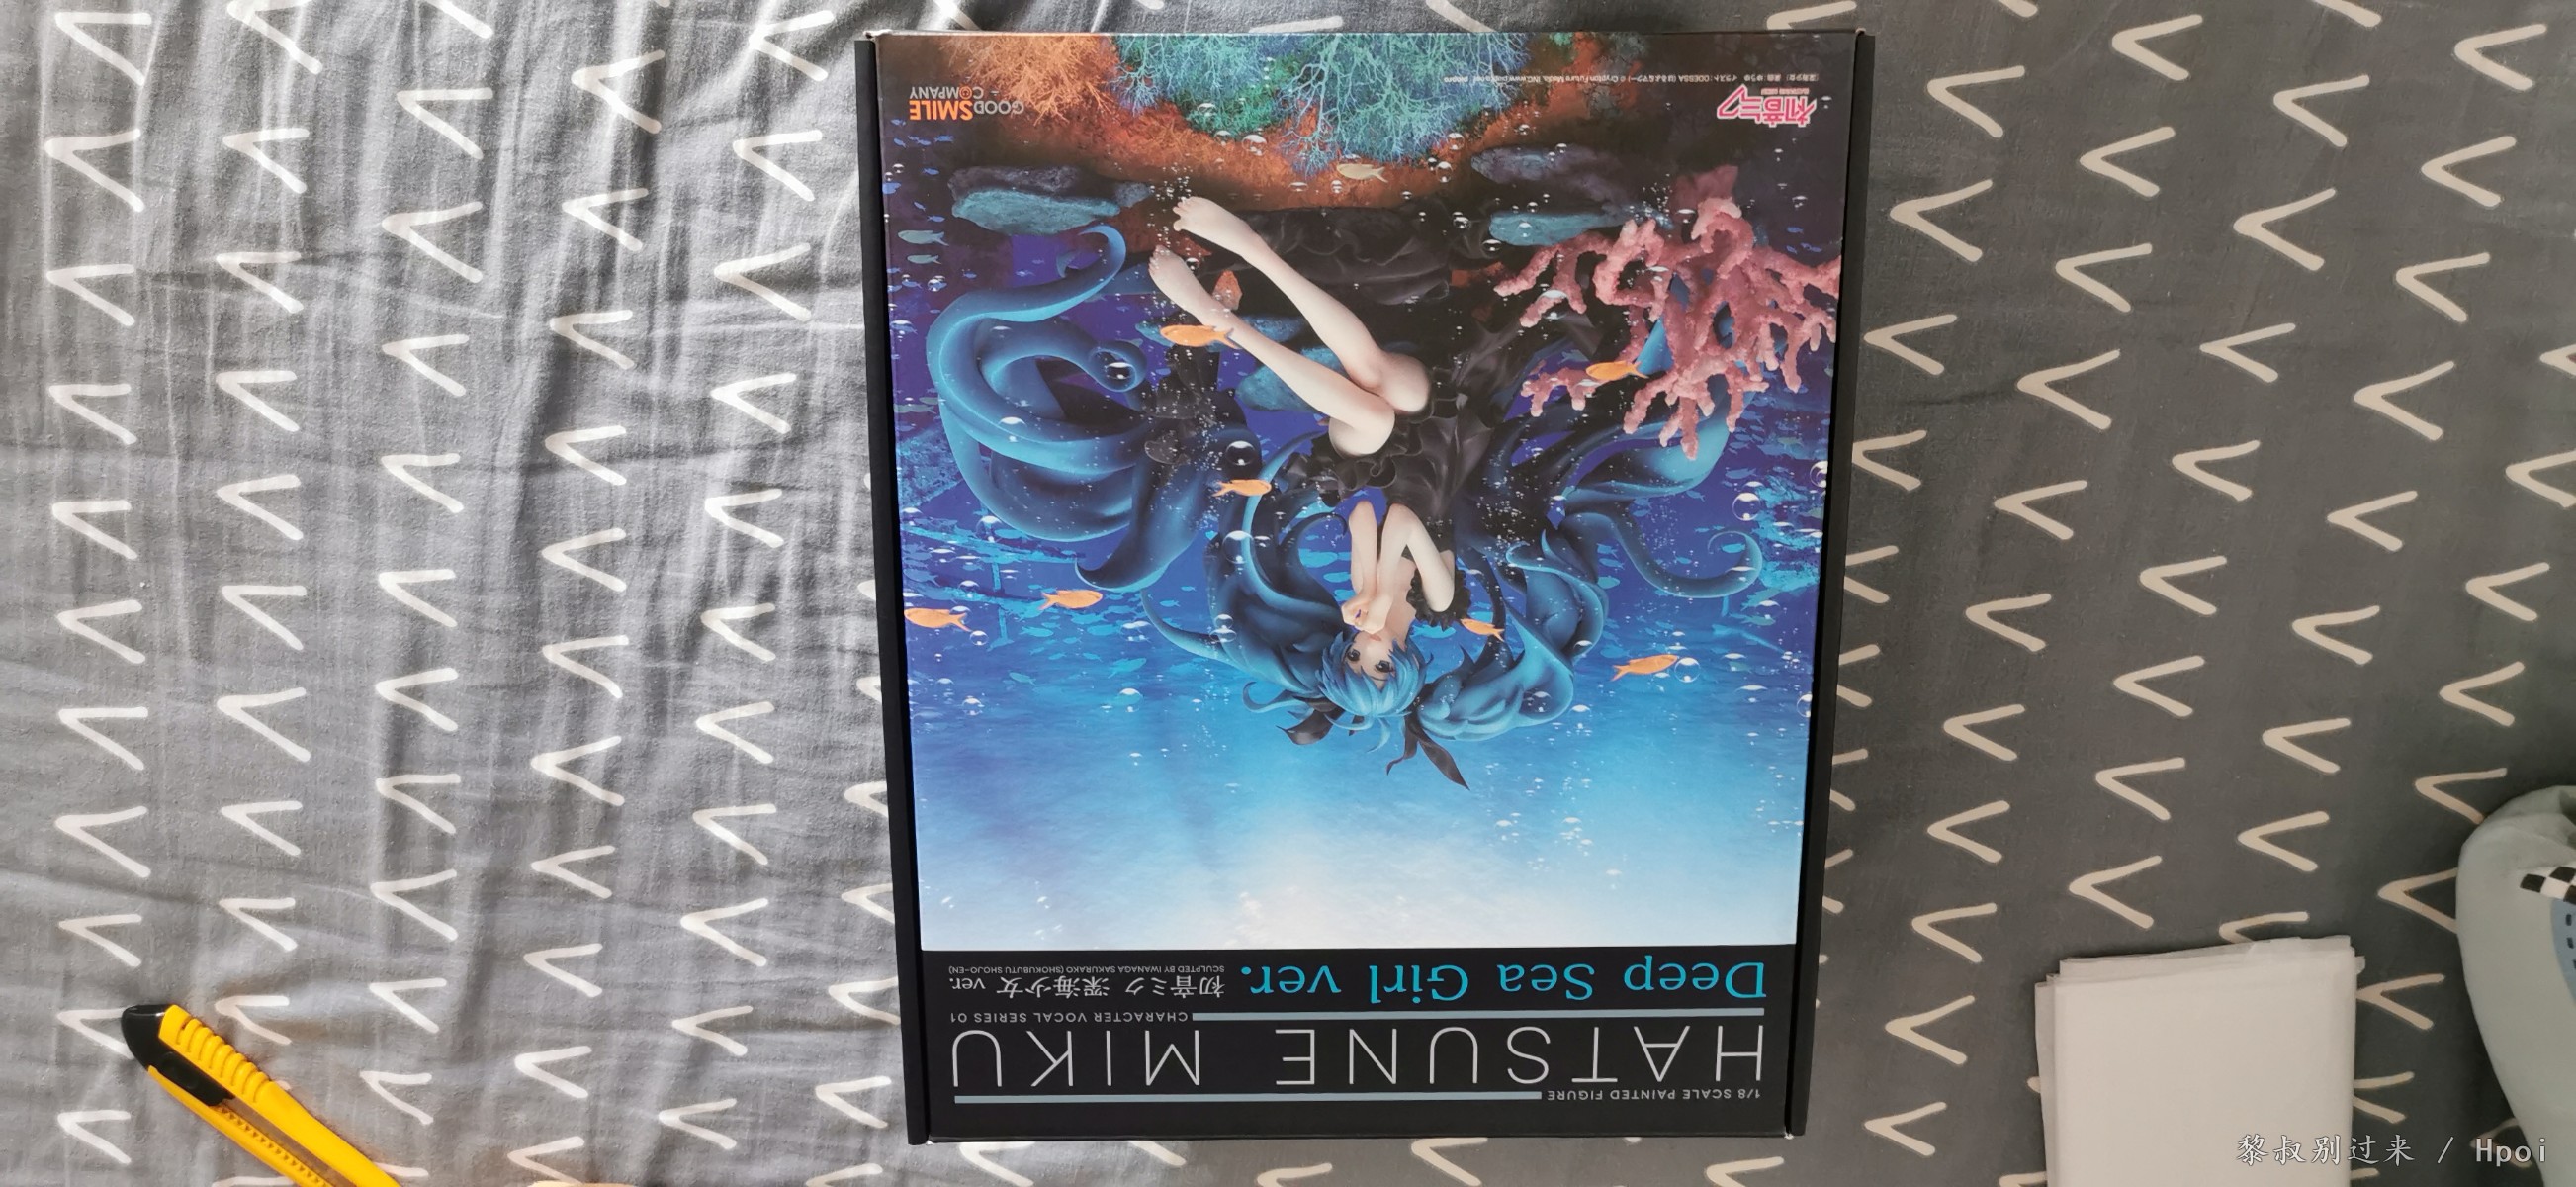 1/8 SCALE PAINTED FIGURE
HATSUNE MIKU
CHARACTER VOCAL SERIES 01
Deep Sea Girl ver.
初音ミク 深海少女 ver.
SCULPTED BY IWANAGA SAKURAKO (SHOKUBUTU SHOJO-EN)
初音ミク
GOOD SMILE
COMPANY
黎叔别过来 / Hpoi